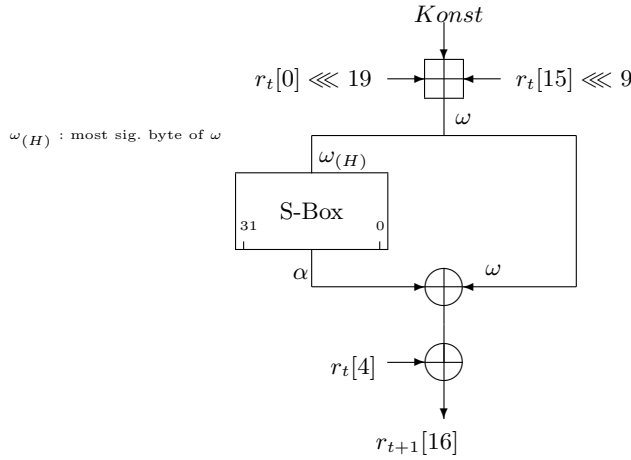 Konst
r_t[0] ⋘ 19
r_t[15] ⋘ 9
ω
ω_(H) : most sig. byte of ω
ω_(H)
S-Box
31 0
α
ω
r_t[4]
r_{t+1}[16]